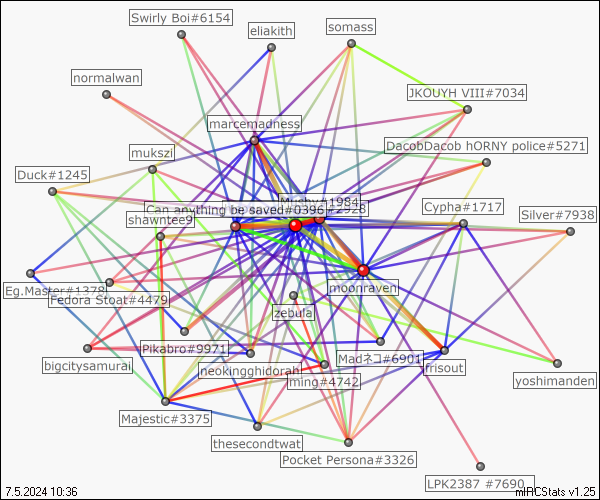 Swirly Boi#6154
eliakith
somass
normalwan
JKOUYH VIII#7034
marcemadness
DacobDacob hORNY police#5271
mukszi
Duck#1245
Mushy#1984
Can anything be saved#0396
#2928
Cypha#1717
Silver#7938
shawntee9
moonraven
Eg.Master#1378
Fedora Stoat#4479
zebula
Pikabro#9971
Madネコ#6901
frisout
bigcitysamurai
neokingghidorah
ming#4742
yoshimanden
Majestic#3375
thesecondtwat
Pocket Persona#3326
LPK2387 #7690
7.5.2024 10:36
mIRCStats v1.25